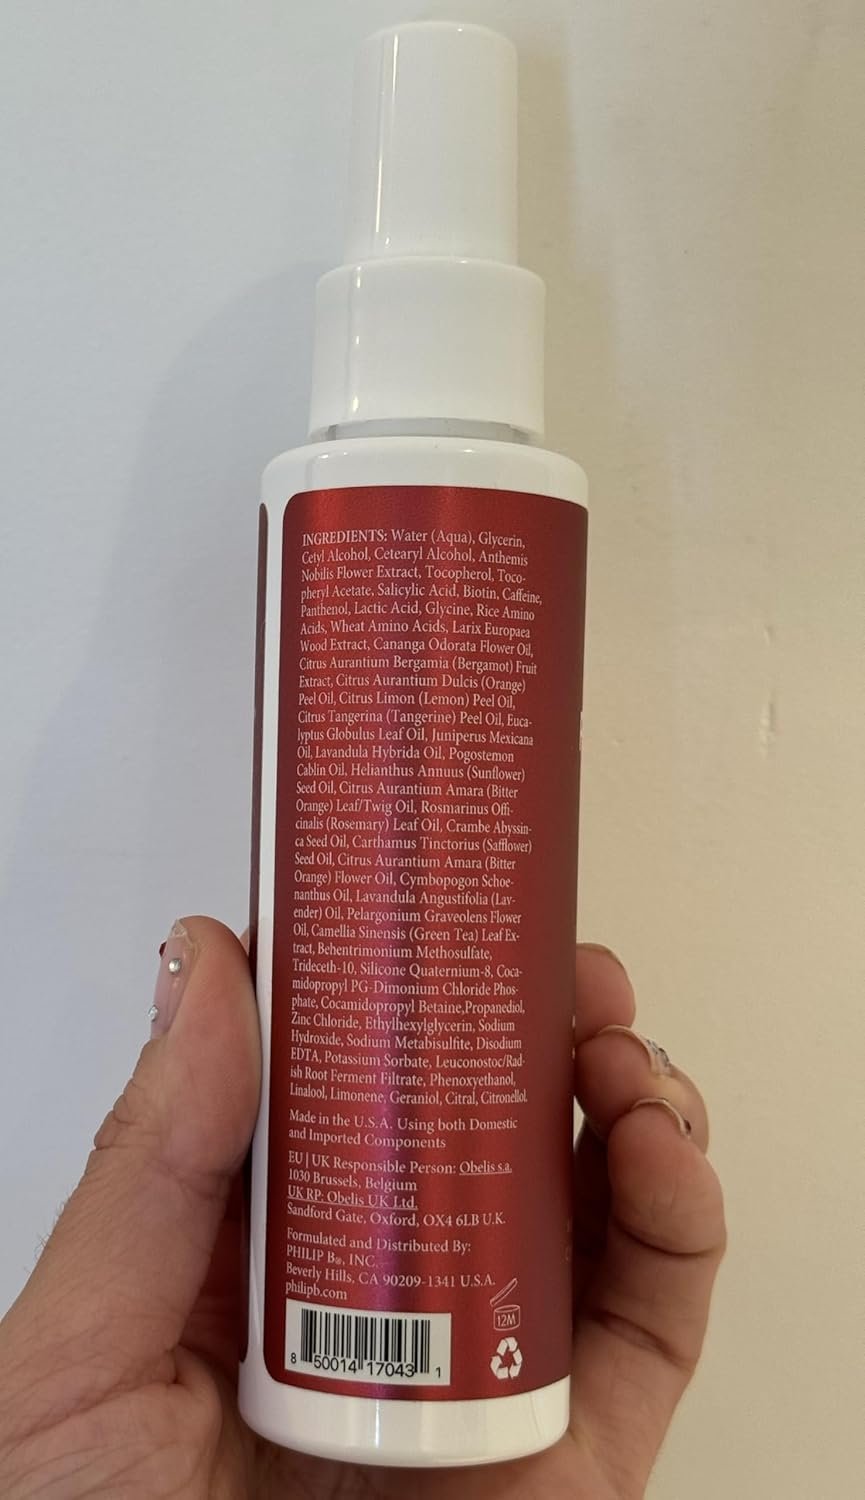 INGREDIENTS: Water (Aqua), Glycerin,
Cetyl Alcohol, Cetearyl Alcohol, Anthemis
Nobilis Flower Extract, Tocopherol, Toco-
pheryl Acetate, Salicylic Acid, Biotin, Caffeine,
Panthenol, Lactic Acid, Glycine, Rice Amino
Acids, Wheat Amino Acids, Larix Europaea
Wood Extract, Cananga Odorata Flower Oil,
Citrus Aurantium Bergamia (Bergamot) Fruit
Extract, Citrus Aurantium Dulcis (Orange)
Peel Oil, Citrus Limon (Lemon) Peel Oil,
Citrus Tangerina (Tangerine) Peel Oil, Euca-
lyptus Globulus Leaf Oil, Juniperus Mexicana
Oil, Lavandula Hybrida Oil, Pogostemon
Cablin Oil, Helianthus Annuus (Sunflower)
Seed Oil, Citrus Aurantium Amara (Bitter
Orange) Leaf/Twig Oil, Rosmarinus Offi-
cinalis (Rosemary) Leaf Oil, Crambe Abyssin-
ca Seed Oil, Carthamus Tinctorius (Safflower)
Seed Oil, Citrus Aurantium Amara (Bitter
Orange) Flower Oil, Cymbopogon Schoe-
nanthus Oil, Lavandula Angustifolia (Lav-
ender) Oil, Pelargonium Graveolens Flower
Oil, Camellia Sinensis (Green Tea) Leaf Ex-
tract, Behentrimonium Methosulfate,
Trideceth-10, Silicone Quaternium-8, Coca-
midopropyl PG-Dimonium Chloride Phos-
phate, Cocamidopropyl Betaine,Propanediol,
Zinc Chloride, Ethylhexylglycerin, Sodium
Hydroxide, Sodium Metabisulfite, Disodium
EDTA, Potassium Sorbate, Leuconostoc/Rad-
ish Root Ferment Filtrate, Phenoxyethanol,
Linalool, Limonene, Geraniol, Citral, Citronellol.
Made in the U.S.A. Using both Domestic
and Imported Components
EU | UK Responsible Person: Obelis s.a.
1030 Brussels, Belgium
UK RP: Obelis UK Ltd.
Sandford Gate, Oxford, OX4 6LB U.K.
Formulated and Distributed By:
PHILIP B®, INC.
Beverly Hills, CA 90209-1341 U.S.A.
philipb.com
12M
8 50014 17043 1